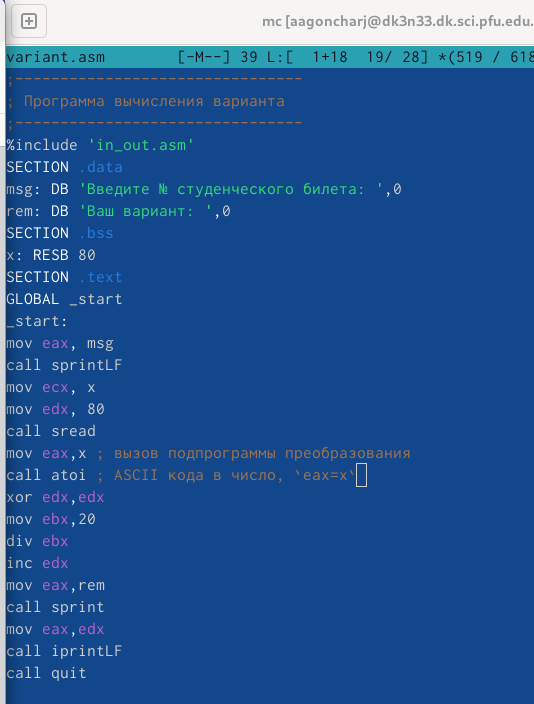 mc [aagoncharj@dk3n33.dk.sci.pfu.edu.
variant.asm [-M--] 39 L:[ 1+18 19/ 28] *(519 / 618
;--------------------------------
; Программа вычисления варианта
;--------------------------------
%include 'in_out.asm'
SECTION .data
msg: DB 'Введите № студенческого билета: ',0
rem: DB 'Ваш вариант: ',0
SECTION .bss
x: RESB 80
SECTION .text
GLOBAL _start
_start:
mov eax, msg
call sprintLF
mov ecx, x
mov edx, 80
call sread
mov eax,x ; вызов подпрограммы преобразования
call atoi ; ASCII кода в число, `eax=x`
xor edx,edx
mov ebx,20
div ebx
inc edx
mov eax,rem
call sprint
mov eax,edx
call iprintLF
call quit